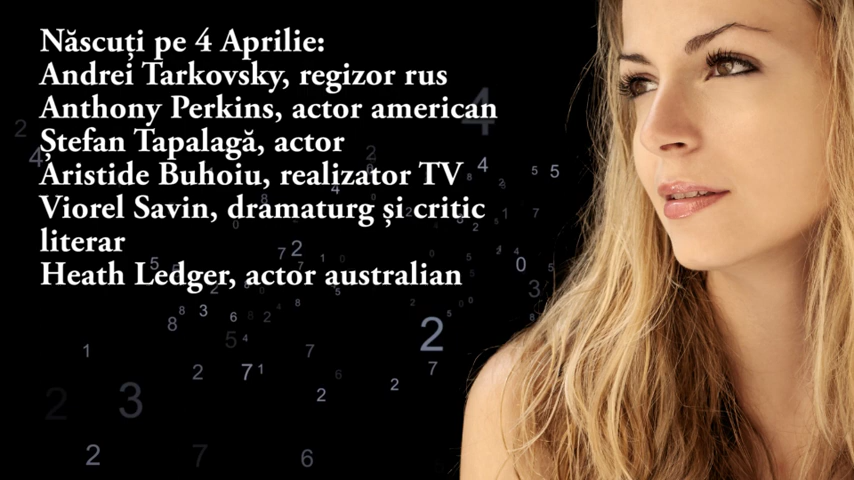 Născuți pe 4 Aprilie:
Andrei Tarkovsky, regizor rus
Anthony Perkins, actor american
Ștefan Tapalagă, actor
Aristide Buhoiu, realizator TV
Viorel Savin, dramaturg și critic
literar
Heath Ledger, actor australian